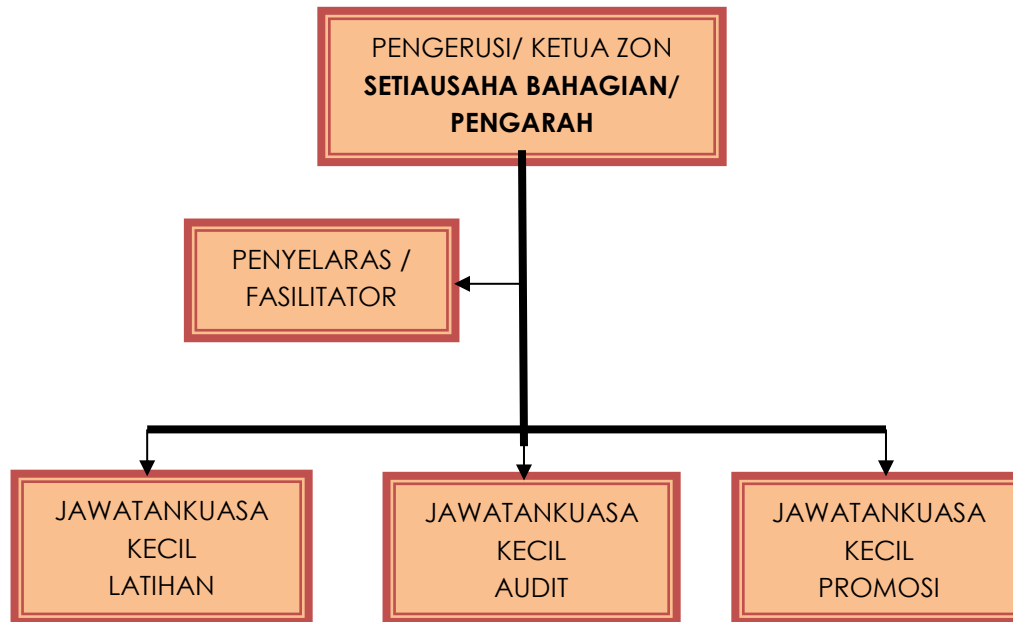 PENGERUSI/ KETUA ZON
SETIAUSAHA BAHAGIAN/
PENGARAH
PENYELARAS /
FASILITATOR
JAWATANKUASA
KECIL
LATIHAN
JAWATANKUASA
KECIL
AUDIT
JAWATANKUASA
KECIL
PROMOSI